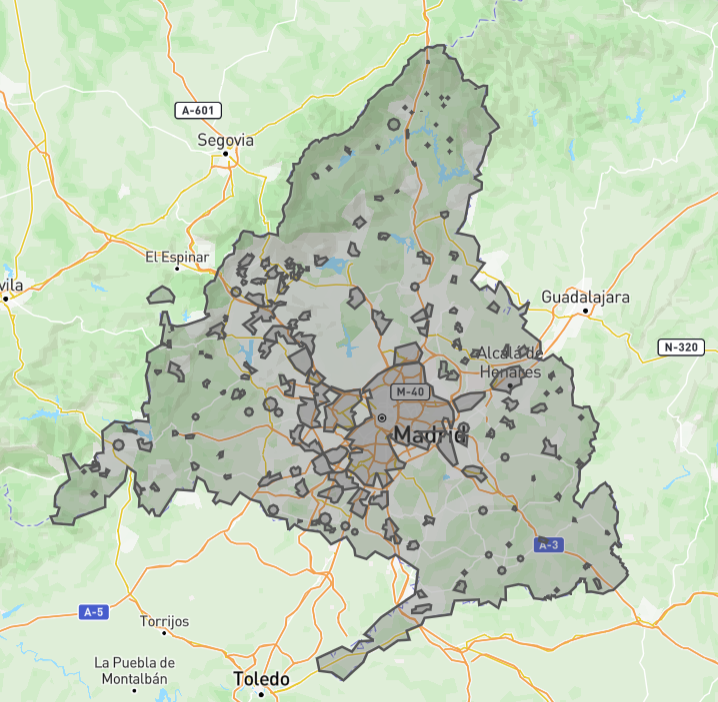 A-601
Segovia
El Espinar
vila
Guadalajara
N-320
Alcalá de
Henares
M-40
Madrid
A-3
A-5
Torrijos
La Puebla de
Montalbán
Toledo